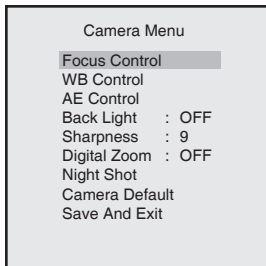 Camera Menu
Focus Control
WB Control
AE Control
Back Light : OFF
Sharpness : 9
Digital Zoom : OFF
Night Shot
Camera Default
Save And Exit